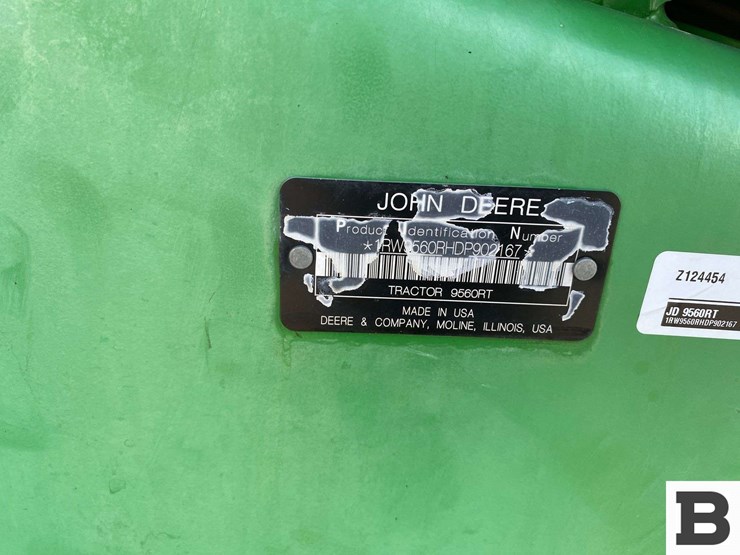 JOHN DEERE
Product Identification Number
*1RW9560RHDP902167*
TRACTOR 9560RT
MADE IN USA
DEERE & COMPANY, MOLINE, ILLINOIS, USA
Z124454
JD 9560RT
1RW9560RHDP902167
B